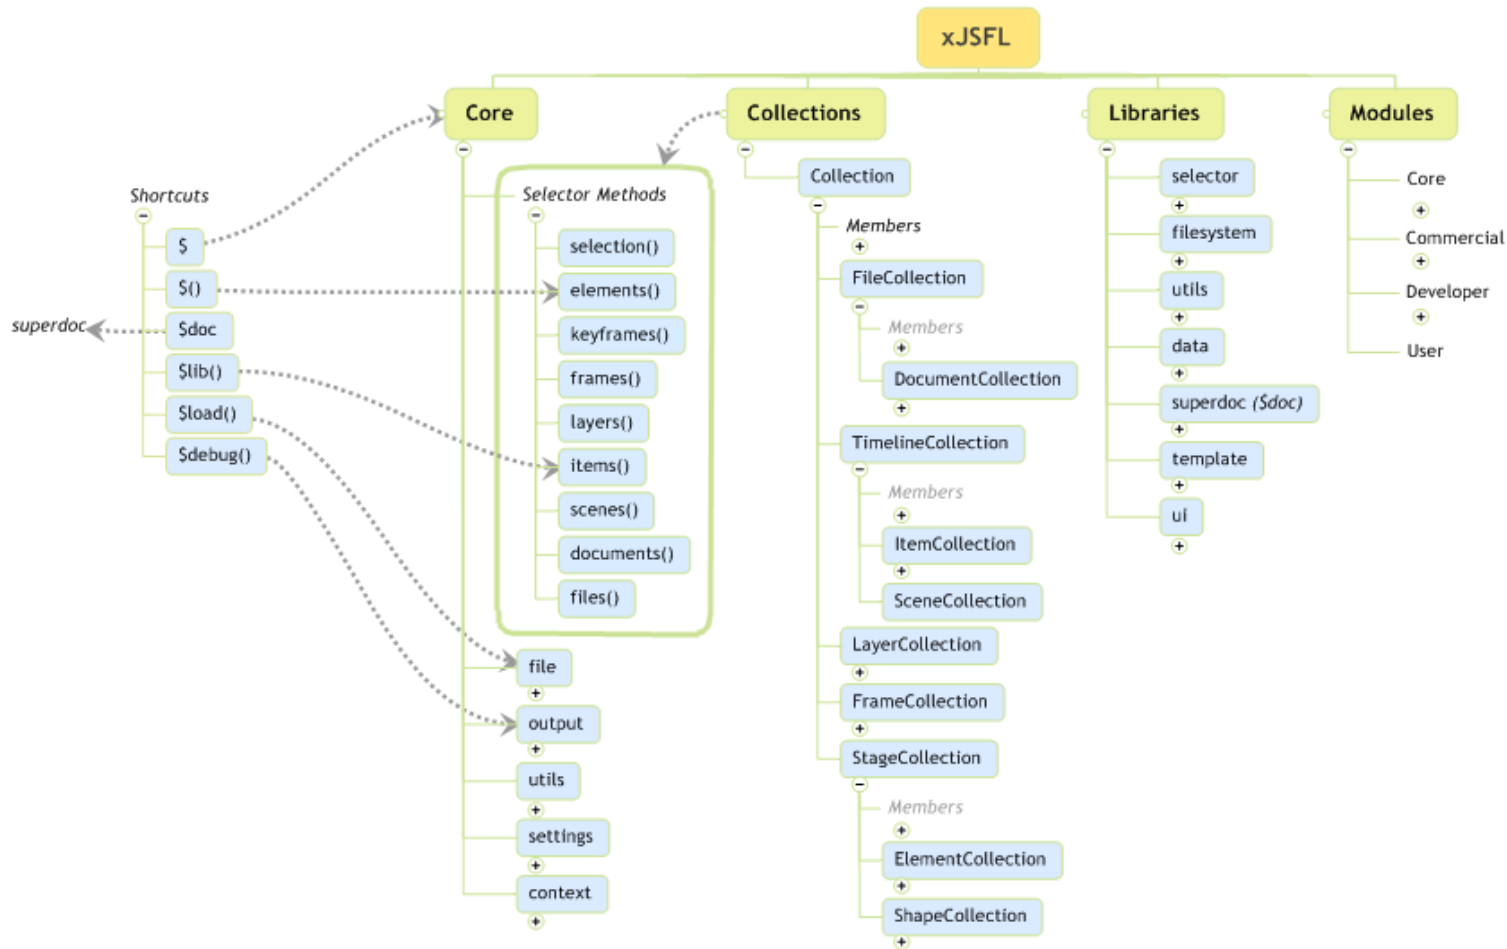 xJSFL
Core
Collections
Libraries
Modules
Shortcuts
$
$()
$doc
superdoc
$lib()
$load()
$debug()
Selector Methods
selection()
elements()
keyframes()
frames()
layers()
items()
scenes()
documents()
files()
file
output
utils
settings
context
Collection
Members
FileCollection
Members
DocumentCollection
TimelineCollection
Members
ItemCollection
SceneCollection
LayerCollection
FrameCollection
StageCollection
Members
ElementCollection
ShapeCollection
selector
filesystem
utils
data
superdoc ($doc)
template
ui
Core
Commercial
Developer
User